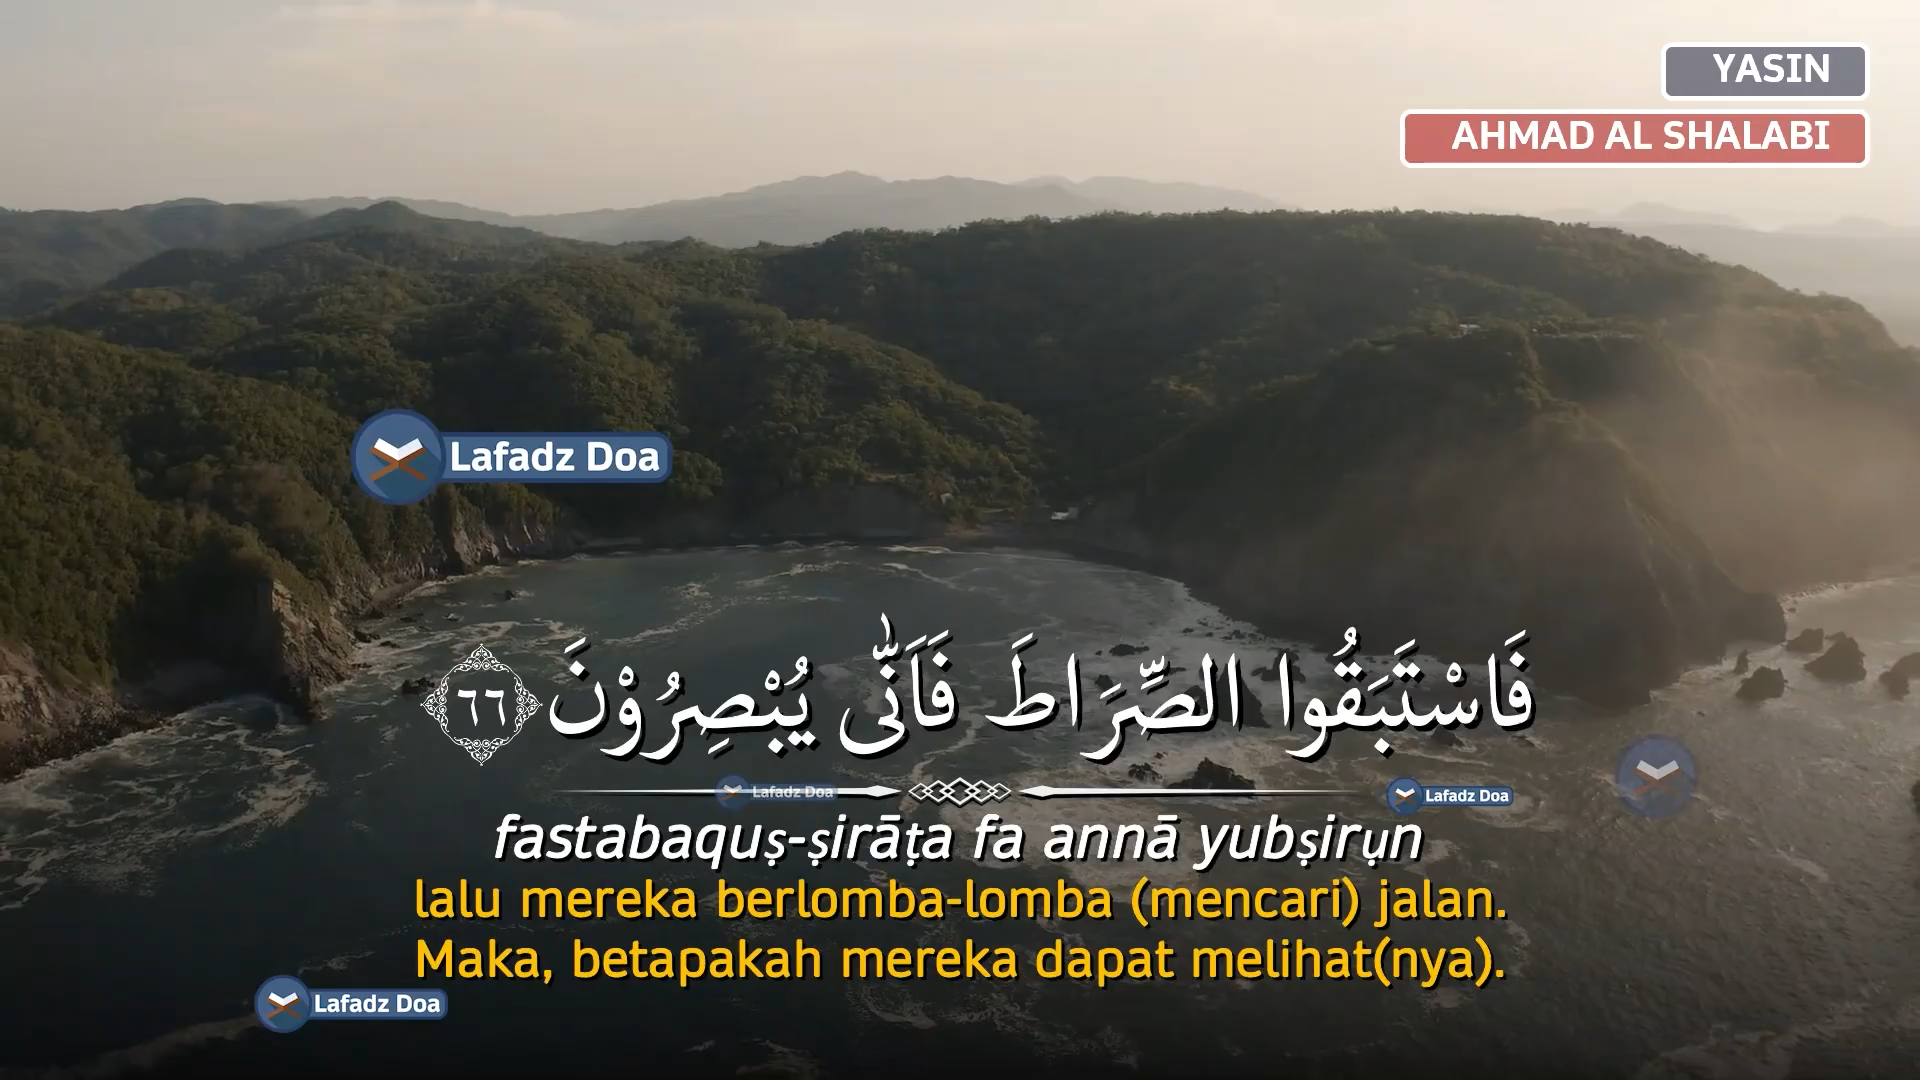 YASIN
AHMAD AL SHALABI
Lafadz Doa
فَاسْتَبَقُوا الصِّرَاطَ فَاَنّٰى يُبْصِرُوْنَ ٦٦
Lafadz Doa
Lafadz Doa
fastabaquṣ-ṣirāṭa fa annā yubṣirụn
lalu mereka berlomba-lomba (mencari) jalan.
Maka, betapakah mereka dapat melihat(nya).
Lafadz Doa